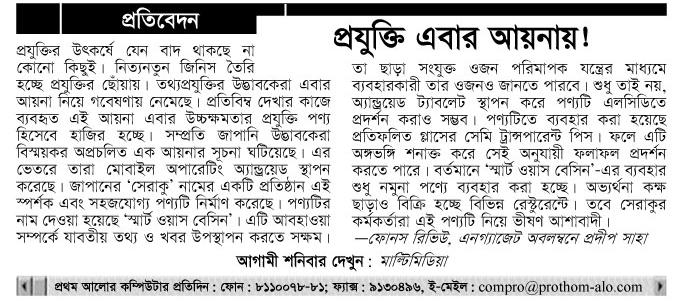 প্রতিবেদন
প্রযুক্তি এবার আয়নায়!
প্রযুক্তির উৎকর্ষে যেন বাদ থাকছে না
কোনো কিছুই। নিত্যনতুন জিনিস তৈরি
হচ্ছে প্রযুক্তির ছোঁয়ায়। তথ্যপ্রযুক্তির উদ্ভাবকেরা এবার
আয়না নিয়ে গবেষণায় নেমেছে। প্রতিবিম্ব দেখার কাজে
ব্যবহৃত এই আয়না এবার উচ্চক্ষমতার প্রযুক্তি পণ্য
হিসেবে হাজির হচ্ছে। সম্প্রতি জাপানি উদ্ভাবকেরা
বিস্ময়কর অপ্রচলিত এক আয়নার সূচনা ঘটিয়েছে। এর
ভেতরে তারা মোবাইল অপারেটিং অ্যান্ড্রয়েড স্থাপন
করেছে। জাপানের ‘সেরাকু’ নামের একটি প্রতিষ্ঠান এই
স্পর্শক এবং সহজযোগ্য পণ্যটি নির্মাণ করেছে। পণ্যটির
নাম দেওয়া হয়েছে ‘স্মার্ট ওয়াস বেসিন’। এটি আবহাওয়া
সম্পর্কে যাবতীয় তথ্য ও খবর উপস্থাপন করতে সক্ষম।
তা ছাড়া সংযুক্ত ওজন পরিমাপক যন্ত্রের মাধ্যমে
ব্যবহারকারী তার ওজনও জানতে পারবে। শুধু তাই নয়,
অ্যান্ড্রয়েড ট্যাবলেট স্থাপন করে পণ্যটি এলসিডিতে
প্রদর্শন করাও সম্ভব। পণ্যটিতে ব্যবহার করা হয়েছে
প্রতিফলিত গ্লাসের সেমি ট্রান্সপারেন্ট পিস। ফলে এটি
অঙ্গভঙ্গি শনাক্ত করে সেই অনুযায়ী ফলাফল প্রদর্শন
করতে পারে। বর্তমানে ‘স্মার্ট ওয়াস বেসিন’-এর ব্যবহার
শুধু নমুনা পণ্যে ব্যবহার করা হচ্ছে। অভ্যর্থনা কক্ষ
ছাড়াও বিক্রি হচ্ছে বিভিন্ন রেস্টুরেন্টে। তবে সেরাকুর
কর্মকর্তারা এই পণ্যটি নিয়ে ভীষণ আশাবাদী।
—ফোনস রিভিউ, এনগ্যাজেট অবলম্বনে প্রদীপ সাহা
আগামী শনিবার দেখুন : মাল্টিমিডিয়া
প্রথম আলোর কম্পিউটার প্রতিদিন : ফোন : ৮১১০০৭৮-৮১; ফ্যাক্স : ৯১৩০৪৯৬, ই-মেইল : compro@prothom-alo.com